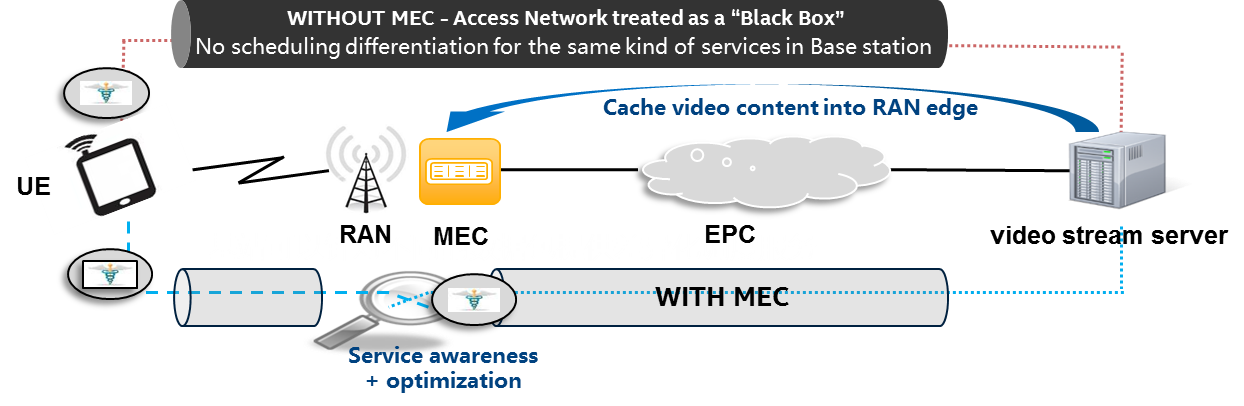 WITHOUT MEC – Access Network treated as a “Black Box”
No scheduling differentiation for the same kind of services in Base station
Cache video content into RAN edge
UE
RAN
MEC
EPC
video stream server
WITH MEC
Service awareness
+ optimization